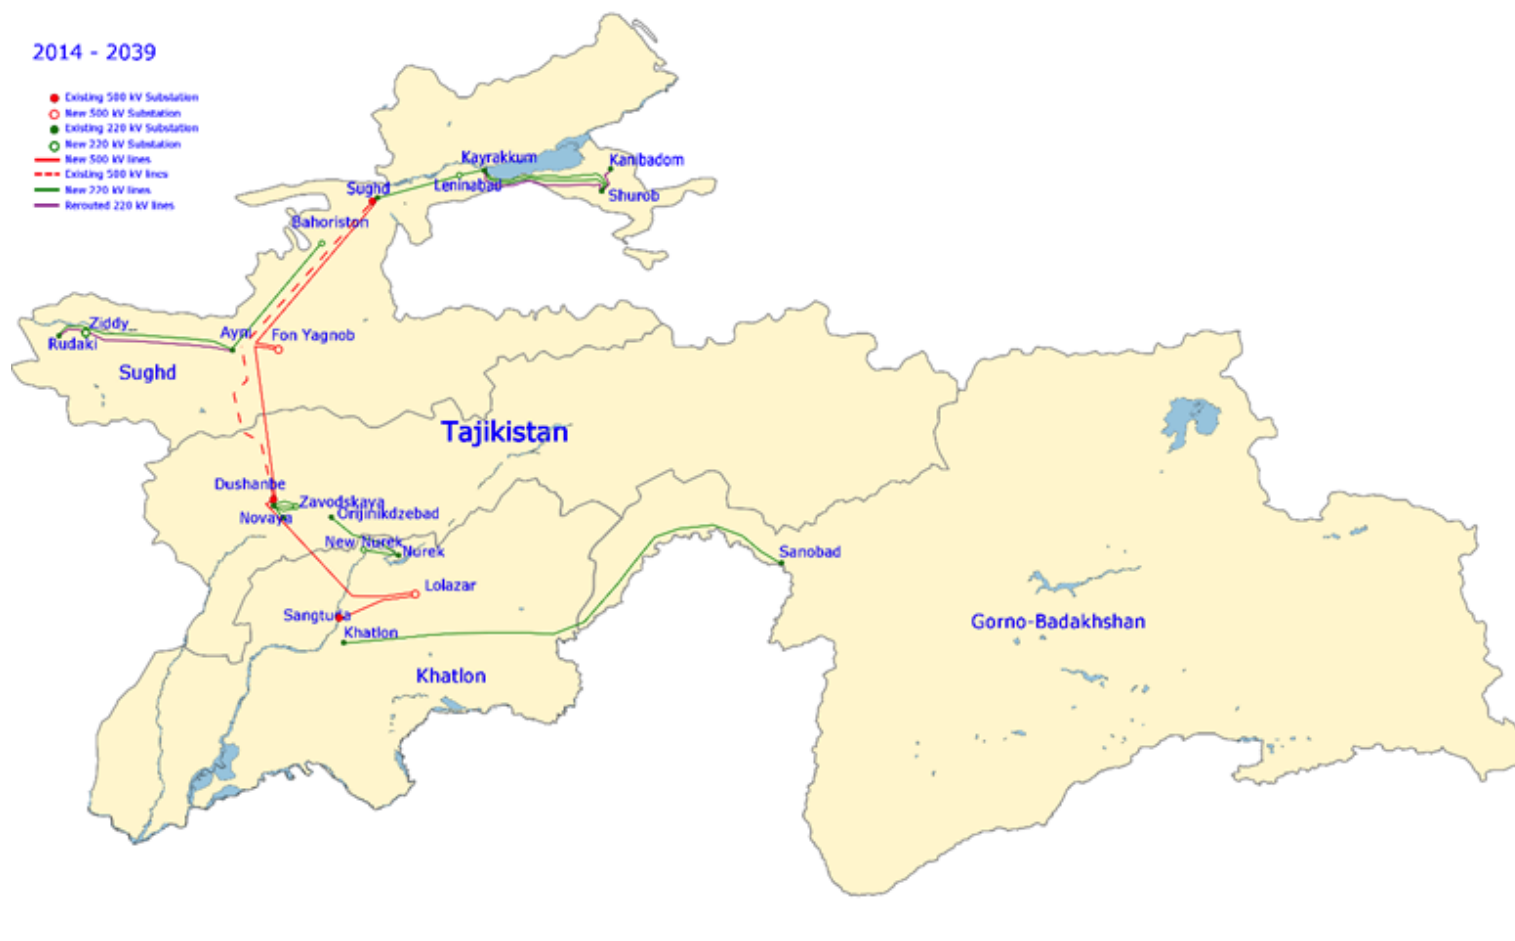 2014 - 2039
Existing 500 kV Substation
New 500 kV Substation
Existing 220 kV Substation
New 220 kV Substation
New 500 kV lines
Existing 500 kV lines
New 220 kV lines
Rerouted 220 kV lines
Kayrakkum
Kanibadom
Sughd
Leninabad
Shurob
Bahoriston
Ziddy_
Ayni
Fon Yagnob
Rudaki
Sughd
Tajikistan
Dushanbe
Zavodskaya
Novaya
Orijinikdzebad
New Nurek
Nurek
Sanobad
Lolazar
Sangtuda
Gorno-Badakhshan
Khatlon
Khatlon